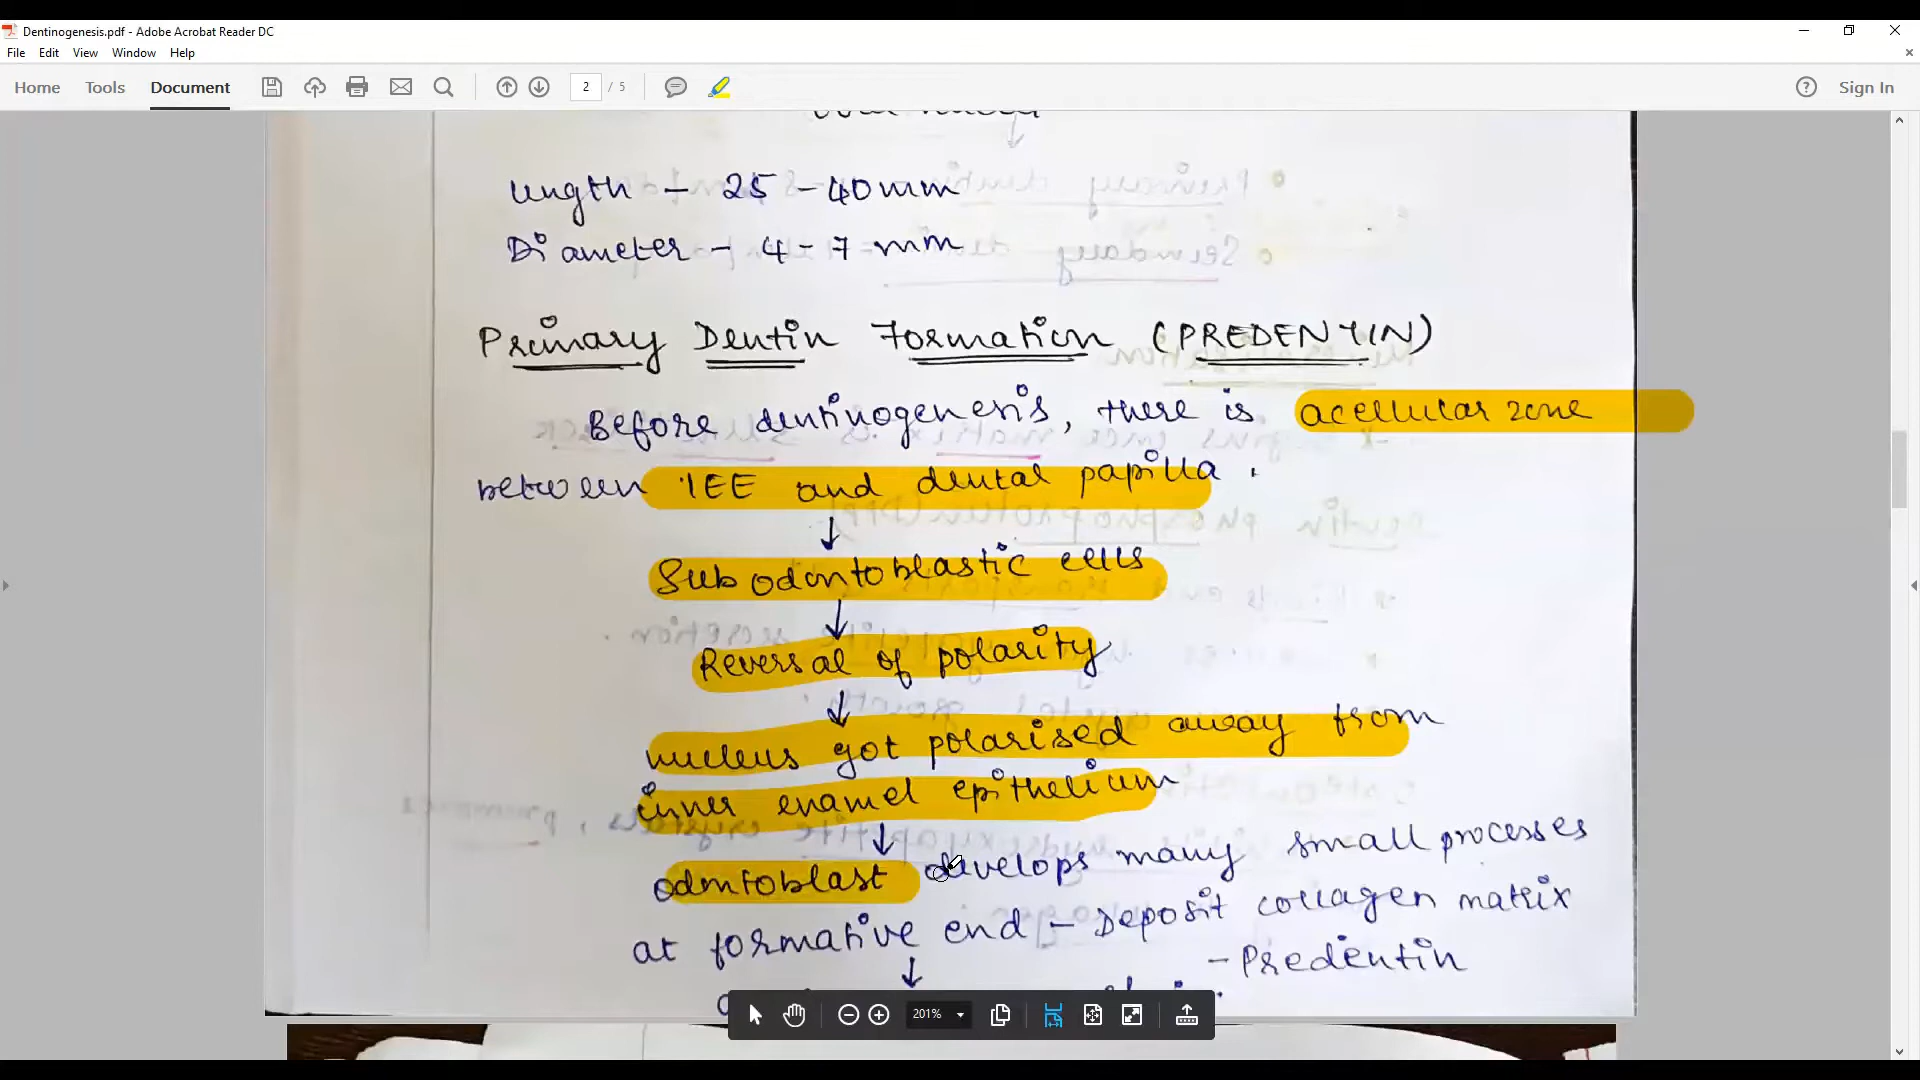 Dentinogenesis.pdf - Adobe Acrobat Reader DC
File Edit View Window Help
Home Tools Document 2 / 5 Sign In
length - 25 - 40 mm
Diameter - 4 - 7 mm
Primary Dentin Formation (PREDENTIN)
Before dentinogenesis, there is acellular zone
between IEE and dental papilla.
↓
Sub odontoblastic cells
↓
Reversal of polarity
↓
nucleus got polarised away from
inner enamel epithelium
↓
odontoblast develops many small processes
at formative end - Deposit collagen matrix
- Predentin
↓
201%